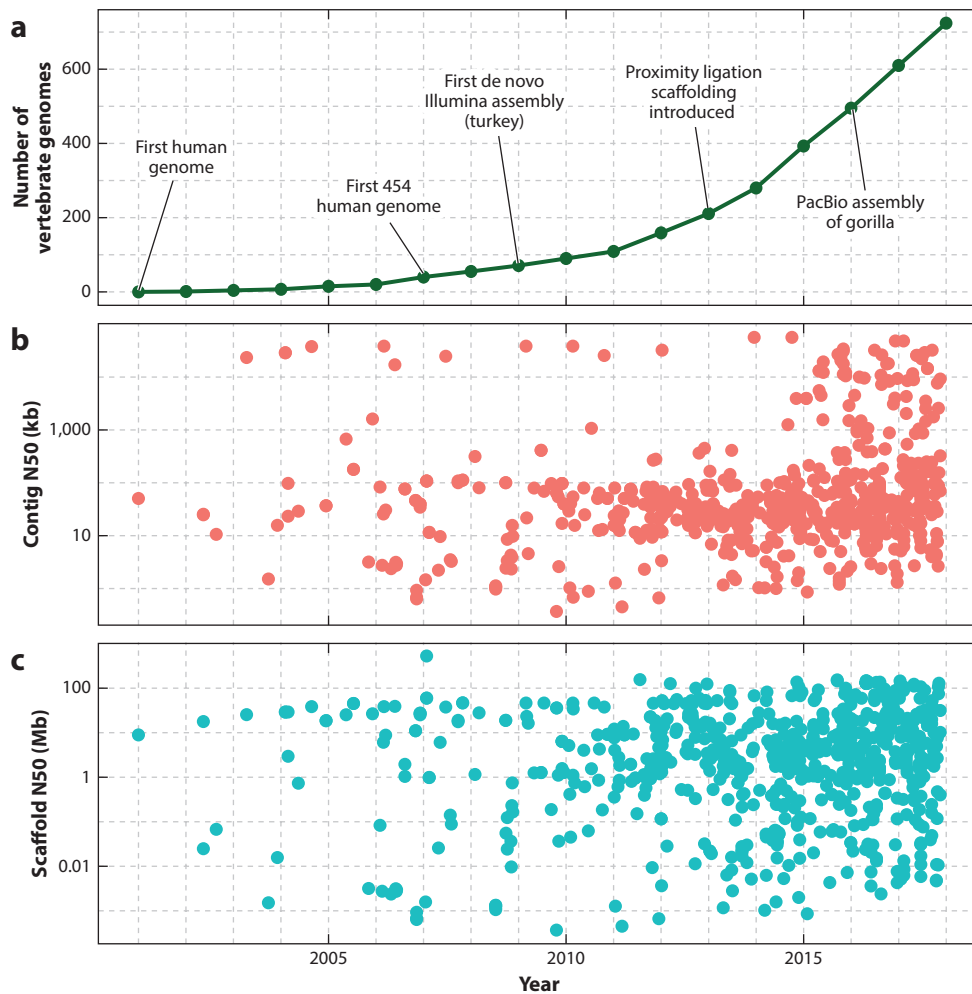 a
Number of
vertebrate genomes
600
400
200
0
First human
genome
First 454
human genome
First de novo
Illumina assembly
(turkey)
Proximity ligation
scaffolding
introduced
PacBio assembly
of gorilla
b
Contig N50 (kb)
1,000
10
c
Scaffold N50 (Mb)
100
1
0.01
2005
2010
2015
Year